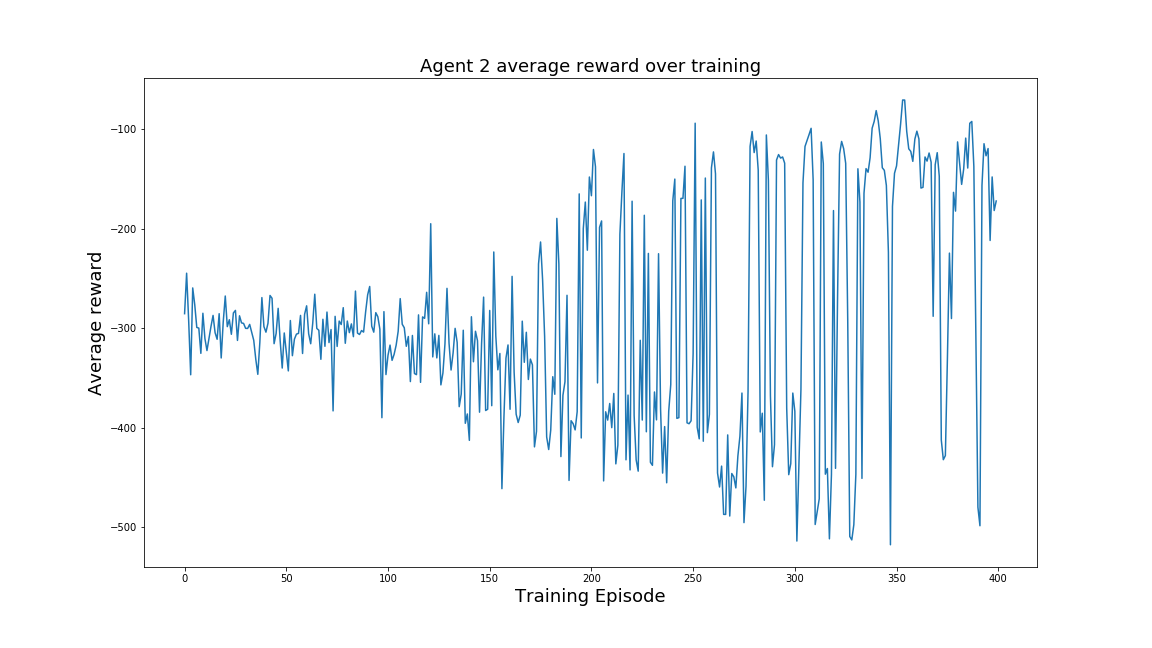 Agent 2 average reward over training
Average reward
−100
−200
−300
−400
−500
0 50 100 150 200 250 300 350 400
Training Episode